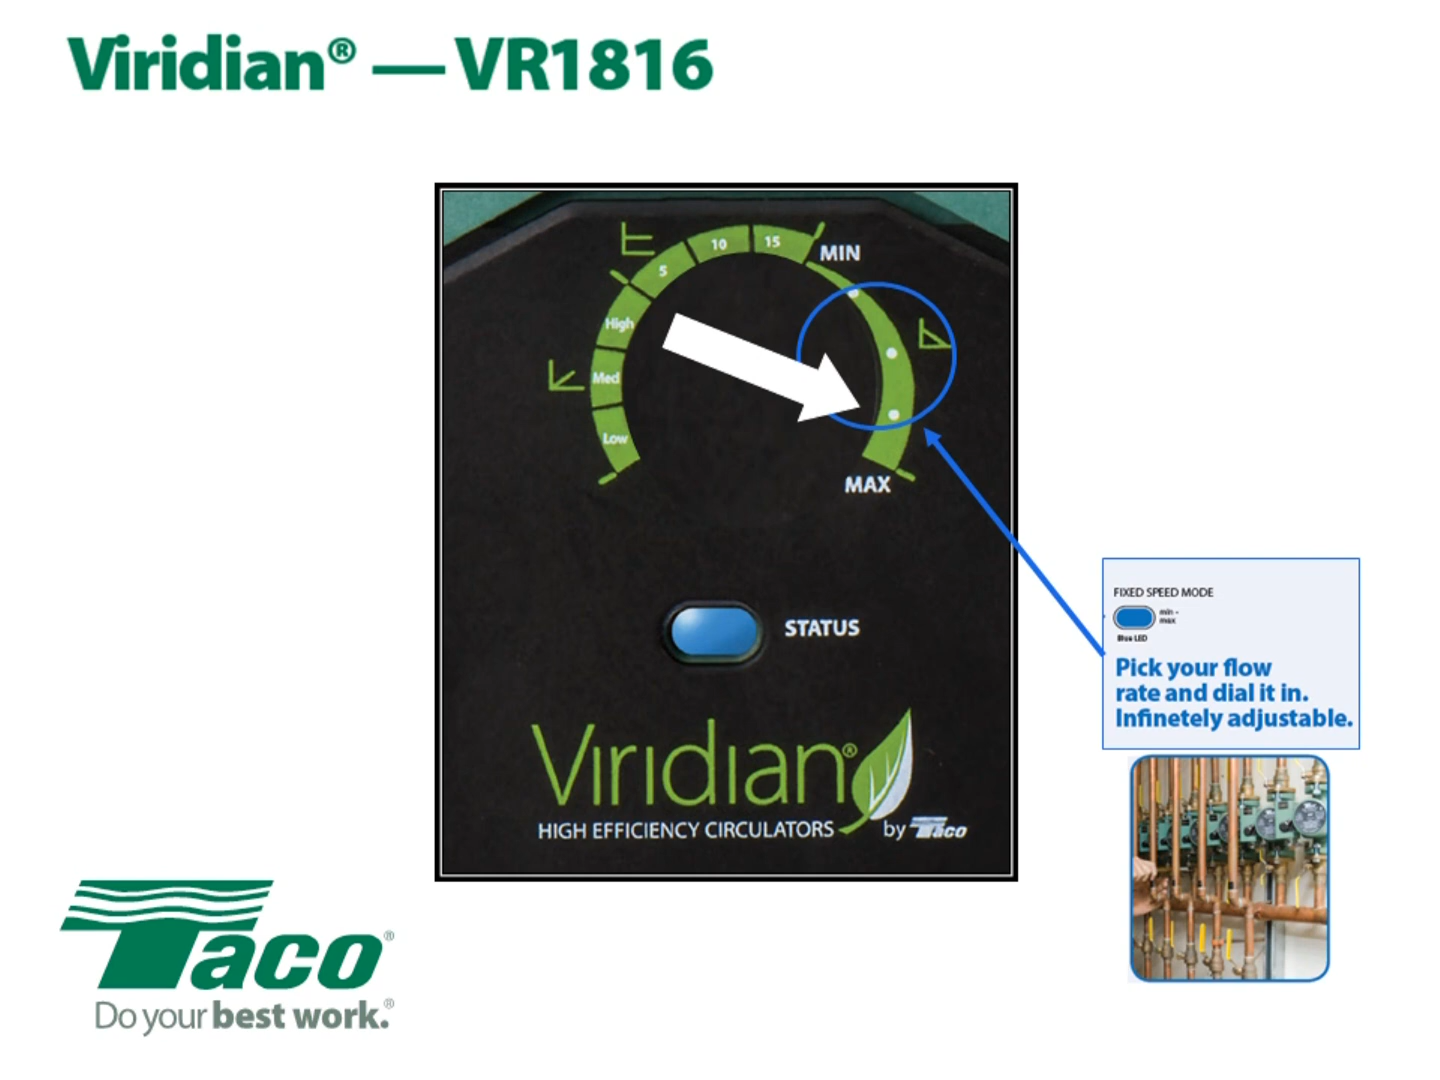 Viridian® — VR1816
5
10
15
MIN
High
Med
Low
MAX
STATUS
Viridian®
HIGH EFFICIENCY CIRCULATORS
by Taco
FIXED SPEED MODE
min -
max
Blue LED
Pick your flow
rate and dial it in.
Infinetely adjustable.
Taco®
Do your best work.®